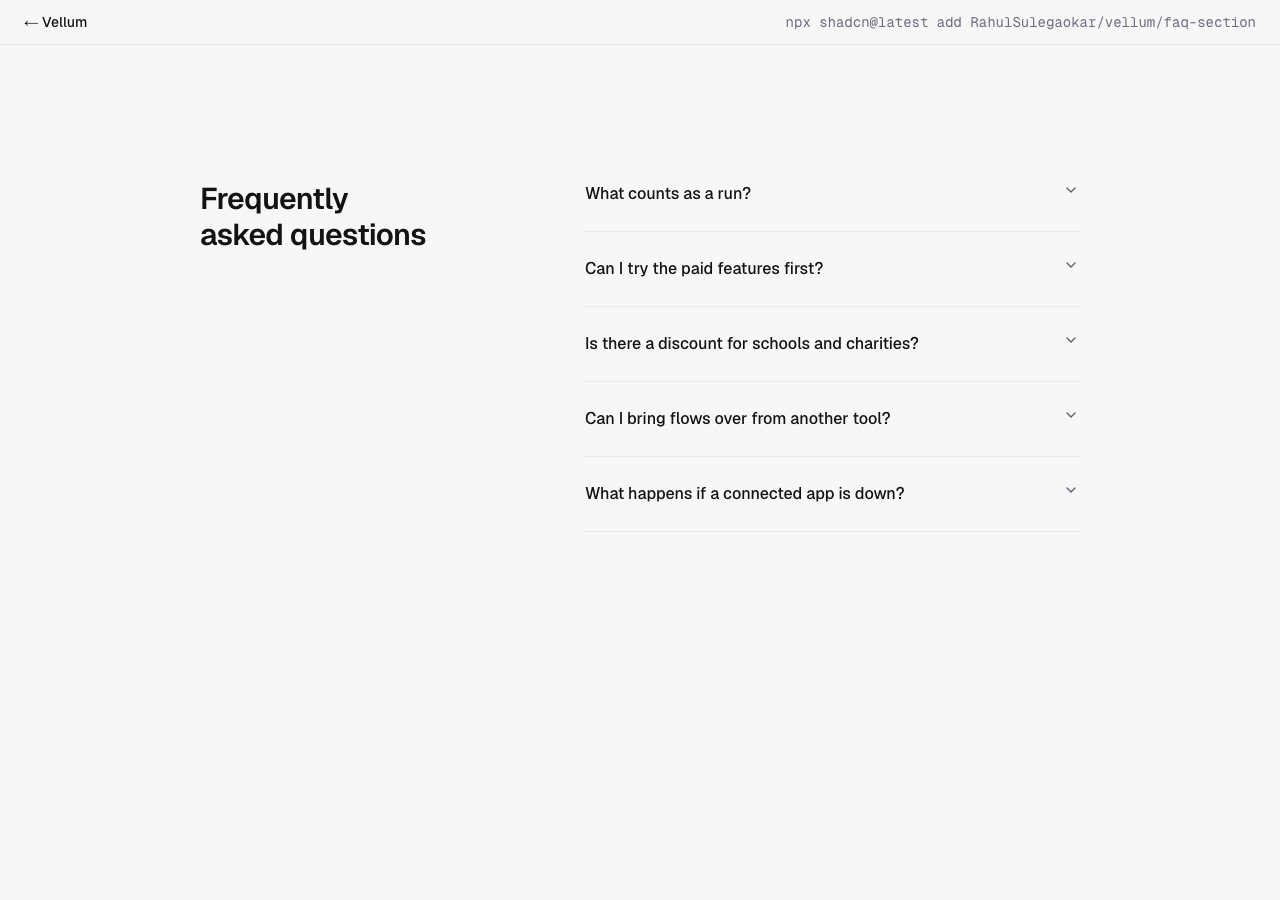 ← Vellum
npx shadcn@latest add RahulSulegaokar/vellum/faq-section
Frequently
asked questions
What counts as a run?
Can I try the paid features first?
Is there a discount for schools and charities?
Can I bring flows over from another tool?
What happens if a connected app is down?